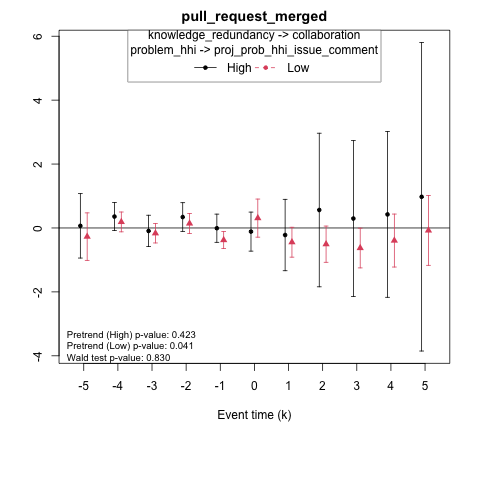 pull_request_merged
knowledge_redundancy -> collaboration
problem_hhi -> proj_prob_hhi_issue_comment
High Low
6
4
2
0
-2
-4
Pretrend (High) p-value: 0.423
Pretrend (Low) p-value: 0.041
Wald test p-value: 0.830
-5 -4 -3 -2 -1 0 1 2 3 4 5
Event time (k)